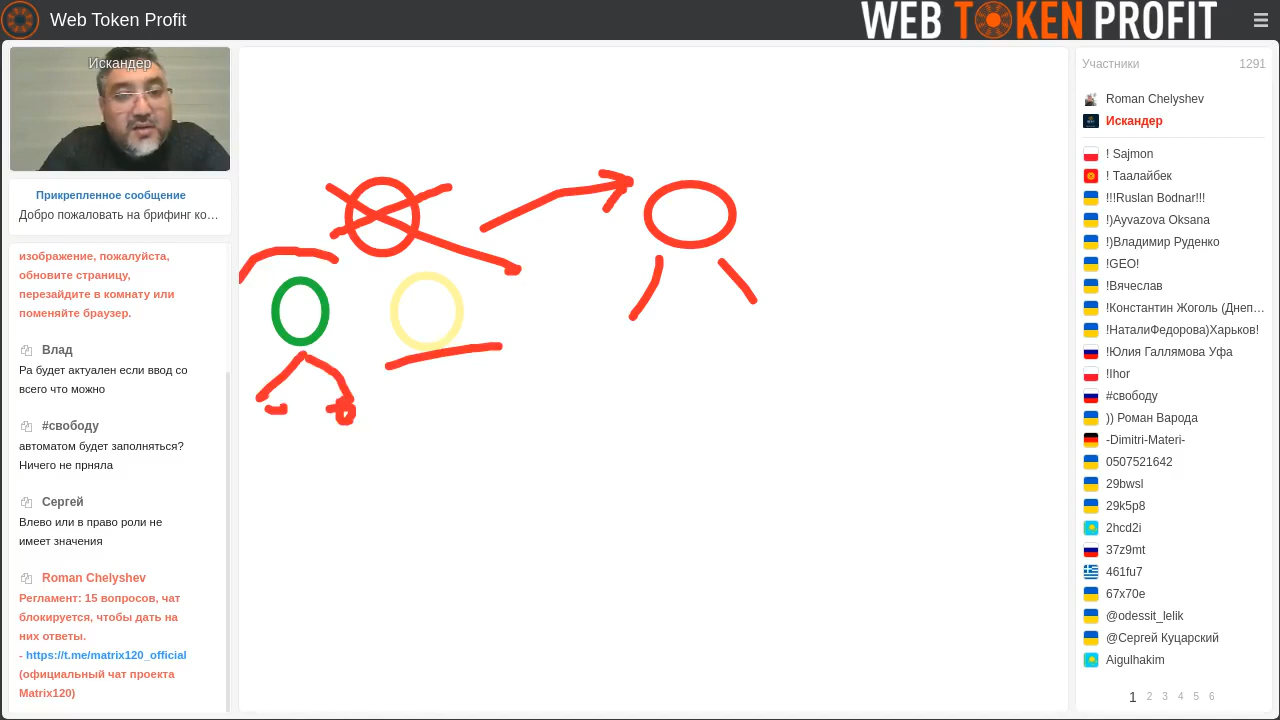 Web Token Profit
WEB TOKEN PROFIT
Искандер
Прикрепленное сообщение
Добро пожаловать на брифинг ко…
изображение, пожалуйста,
обновите страницу,
перезайдите в комнату или
поменяйте браузер.
Влад
Ра будет актуален если ввод со
всего что можно
#свободу
автоматом будет заполняться?
Ничего не прняла
Сергей
Влево или в право роли не
имеет значения
Roman Chelyshev
Регламент: 15 вопросов, чат
блокируется, чтобы дать на
них ответы.
- https://t.me/matrix120_official
(официальный чат проекта
Matrix120)
Участники 1291
Roman Chelyshev
Искандер
! Sajmon
! Таалайбек
!!!Ruslan Bodnar!!!
!)Ayvazova Oksana
!)Владимир Руденко
!GEO!
!Вячеслав
!Константин Жоголь (Днеп…
!НаталиФедорова)Харьков!
!Юлия Галлямова Уфа
!Ihor
#свободу
)) Роман Варода
-Dimitri-Materi-
0507521642
29bwsl
29k5p8
2hcd2i
37z9mt
461fu7
67x70e
@odessit_lelik
@Сергей Куцарский
Aigulhakim
1 2 3 4 5 6